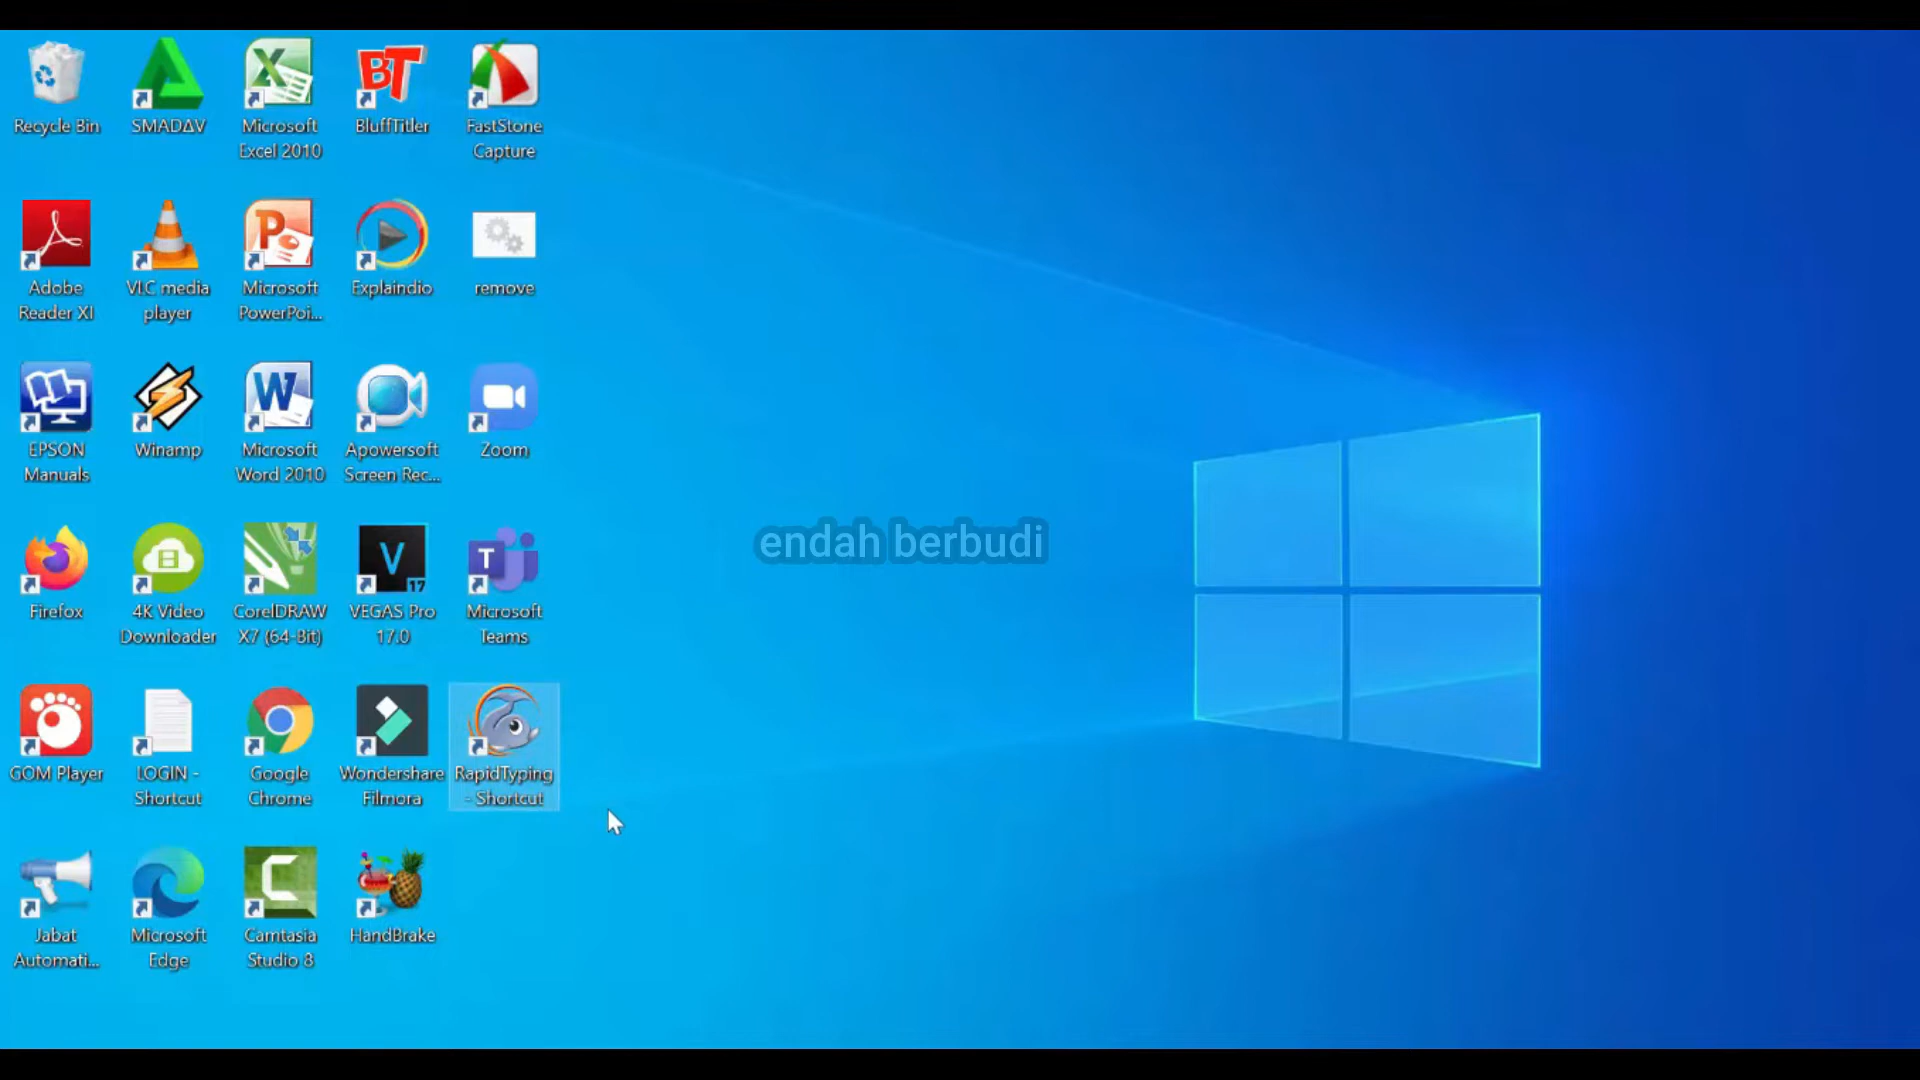 Recycle Bin
SMADΔV
Microsoft
Excel 2010
BT
BluffTitler
FastStone
Capture
Adobe
Reader XI
VLC media
player
P
Microsoft
PowerPoi...
Explaindio
remove
EPSON
Manuals
Winamp
W
Microsoft
Word 2010
Apowersoft
Screen Rec...
Zoom
endah berbudi
Firefox
4K Video
Downloader
CorelDRAW
X7 (64-Bit)
V
17
VEGAS Pro
17.0
T
Microsoft
Teams
GOM Player
LOGIN -
Shortcut
Google
Chrome
Wondershare
Filmora
RapidTyping
- Shortcut
Jabat
Automati...
Microsoft
Edge
C
Camtasia
Studio 8
HandBrake